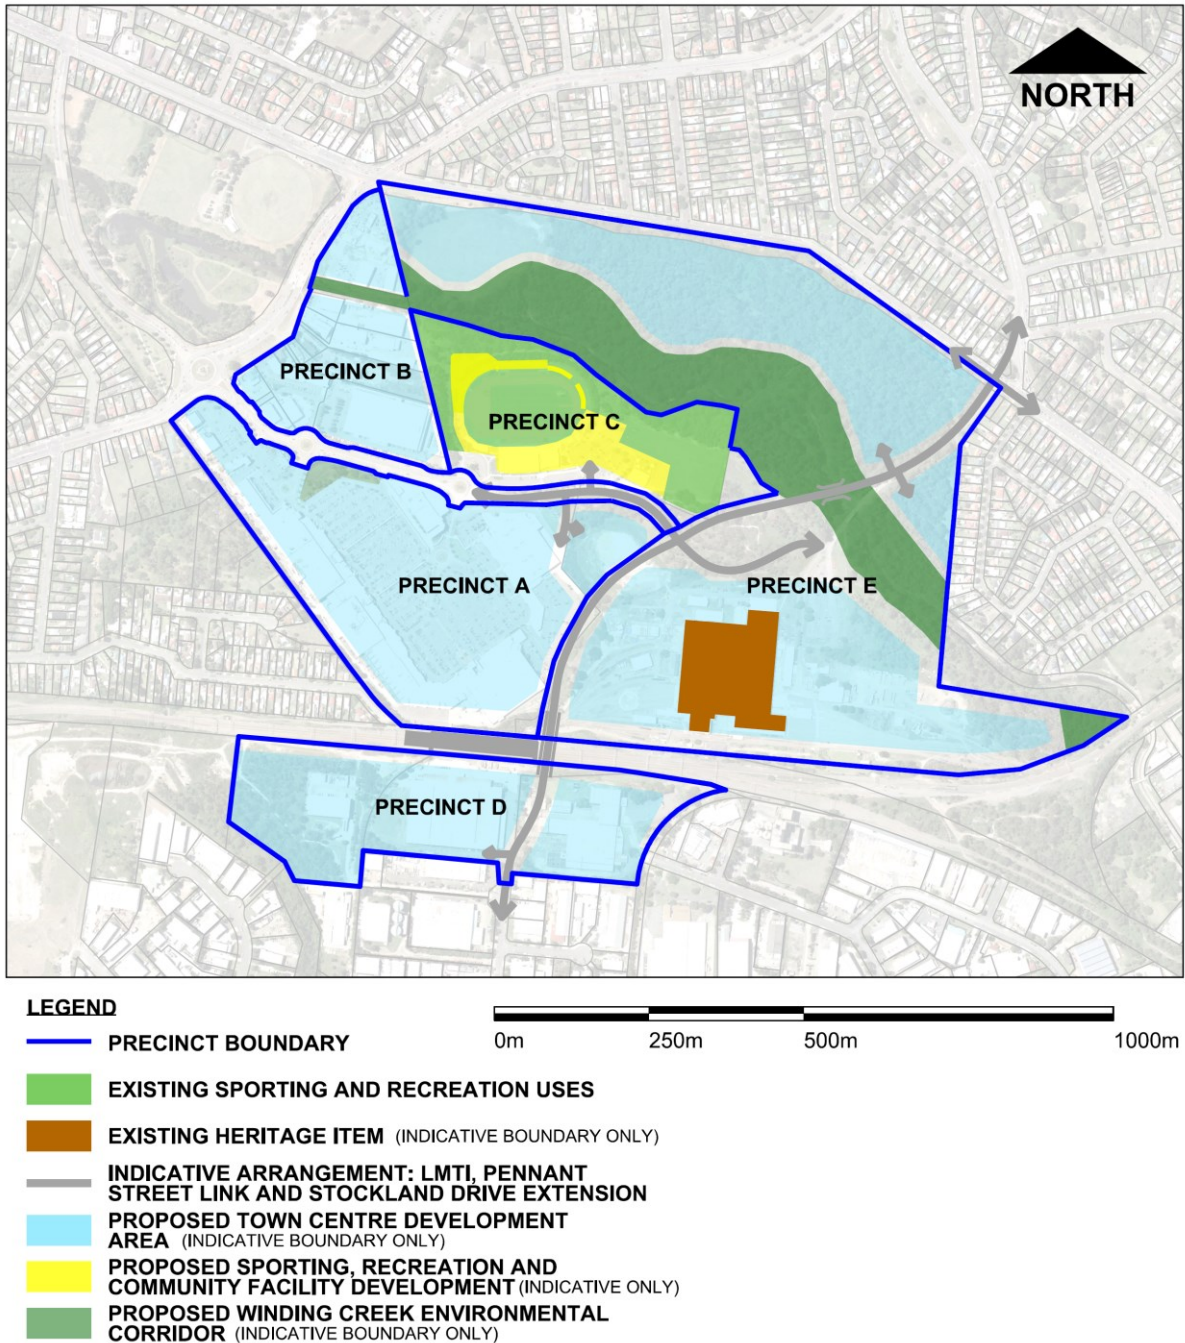 NORTH
PRECINCT B
PRECINCT C
PRECINCT A
PRECINCT E
PRECINCT D
LEGEND
PRECINCT BOUNDARY
0m 250m 500m 1000m
EXISTING SPORTING AND RECREATION USES
EXISTING HERITAGE ITEM (INDICATIVE BOUNDARY ONLY)
INDICATIVE ARRANGEMENT: LMTI, PENNANT
STREET LINK AND STOCKLAND DRIVE EXTENSION
PROPOSED TOWN CENTRE DEVELOPMENT
AREA (INDICATIVE BOUNDARY ONLY)
PROPOSED SPORTING, RECREATION AND
COMMUNITY FACILITY DEVELOPMENT (INDICATIVE ONLY)
PROPOSED WINDING CREEK ENVIRONMENTAL
CORRIDOR (INDICATIVE BOUNDARY ONLY)